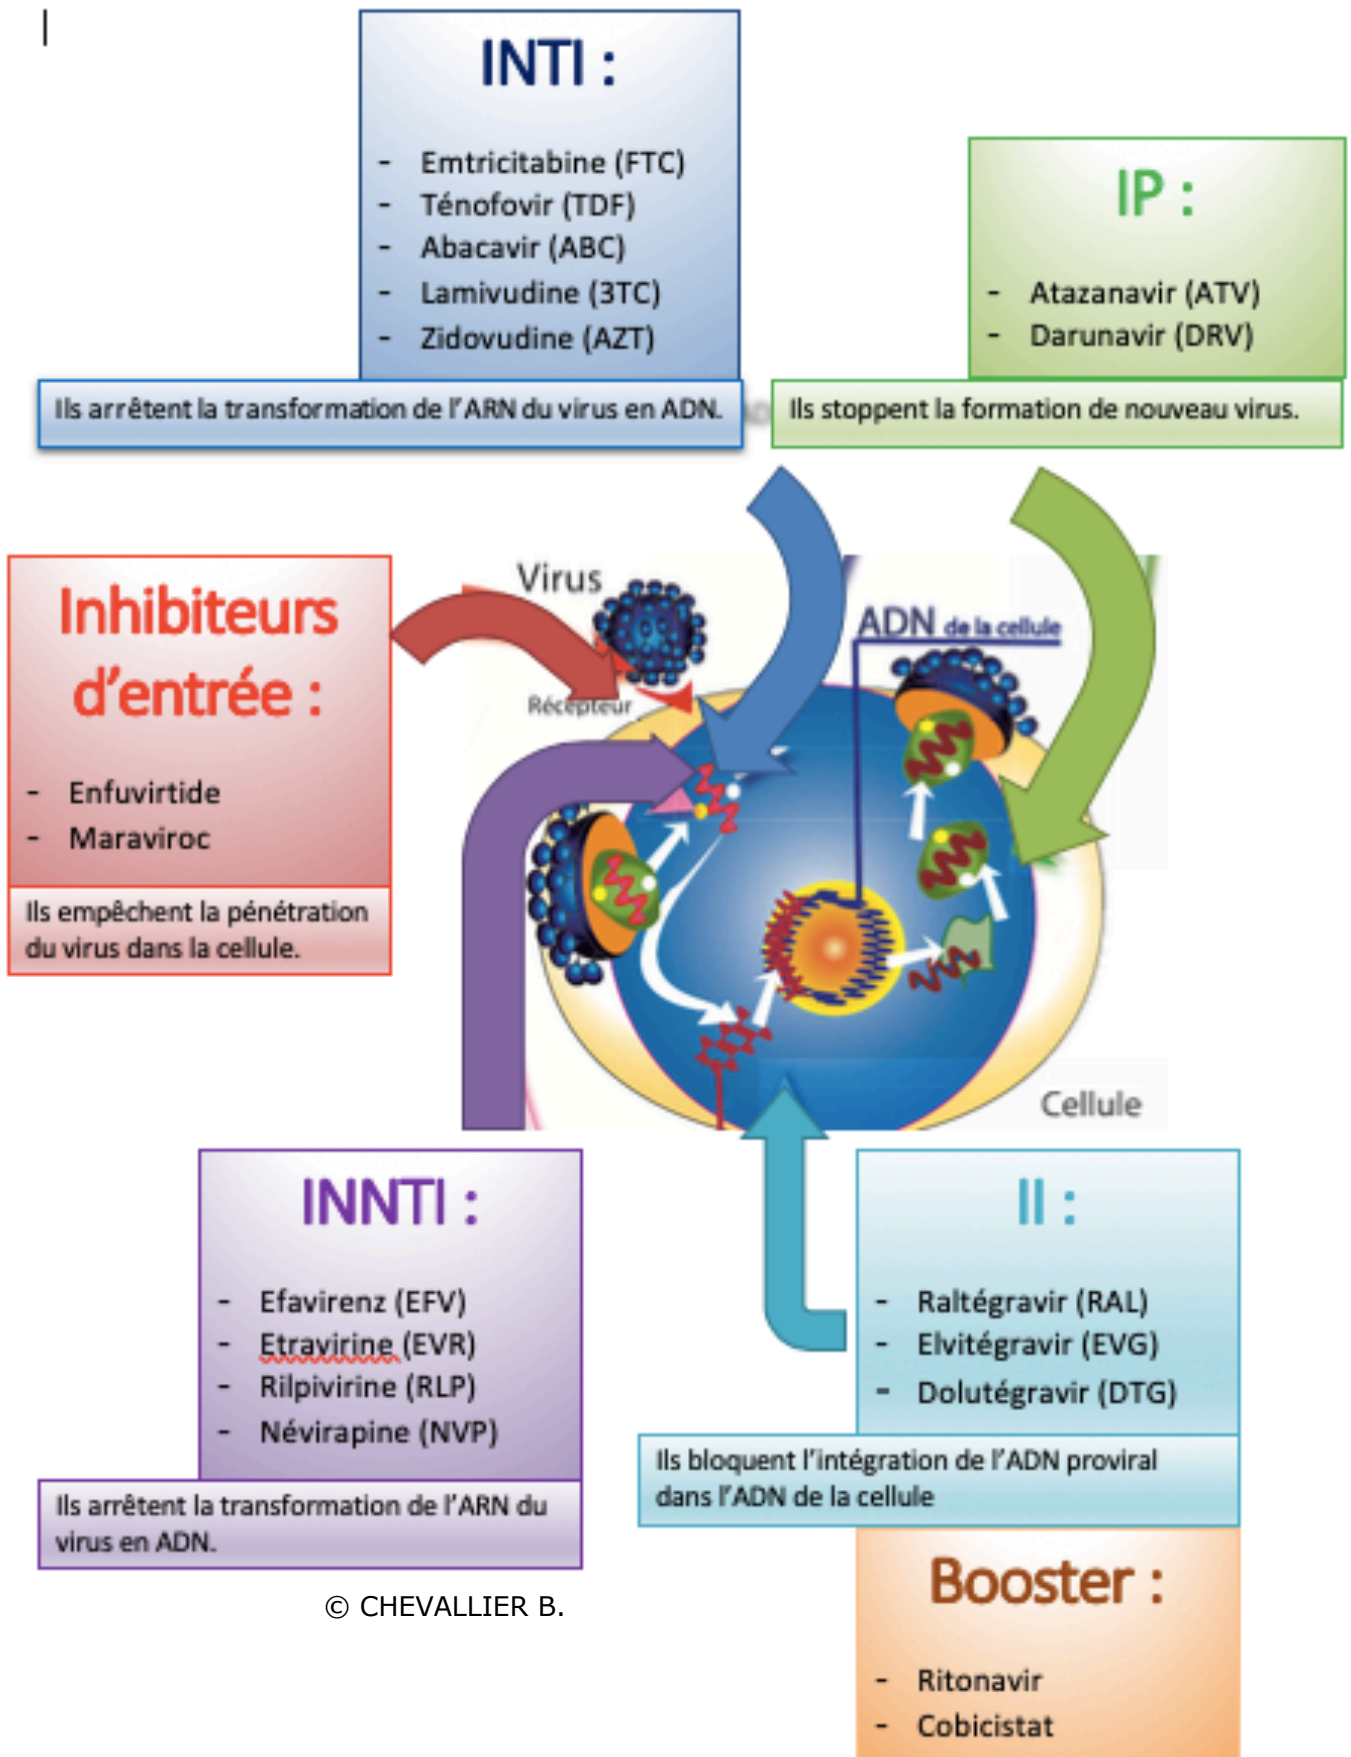 INTI :
- Emtricitabine (FTC)
- Ténofovir (TDF)
- Abacavir (ABC)
- Lamivudine (3TC)
- Zidovudine (AZT)
Ils arrêtent la transformation de l'ARN du virus en ADN.
IP :
- Atazanavir (ATV)
- Darunavir (DRV)
Ils stoppent la formation de nouveau virus.
Inhibiteurs
d'entrée :
- Enfuvirtide
- Maraviroc
Ils empêchent la pénétration
du virus dans la cellule.
Virus
Récepteur
ADN de la cellule
Cellule
INNTI :
- Efavirenz (EFV)
- Etravirine (EVR)
- Rilpivirine (RLP)
- Névirapine (NVP)
Ils arrêtent la transformation de l'ARN du
virus en ADN.
II :
- Raltégravir (RAL)
- Elvitégravir (EVG)
- Dolutégravir (DTG)
Ils bloquent l'intégration de l'ADN proviral
dans l'ADN de la cellule
Booster :
- Ritonavir
- Cobicistat
© CHEVALLIER B.